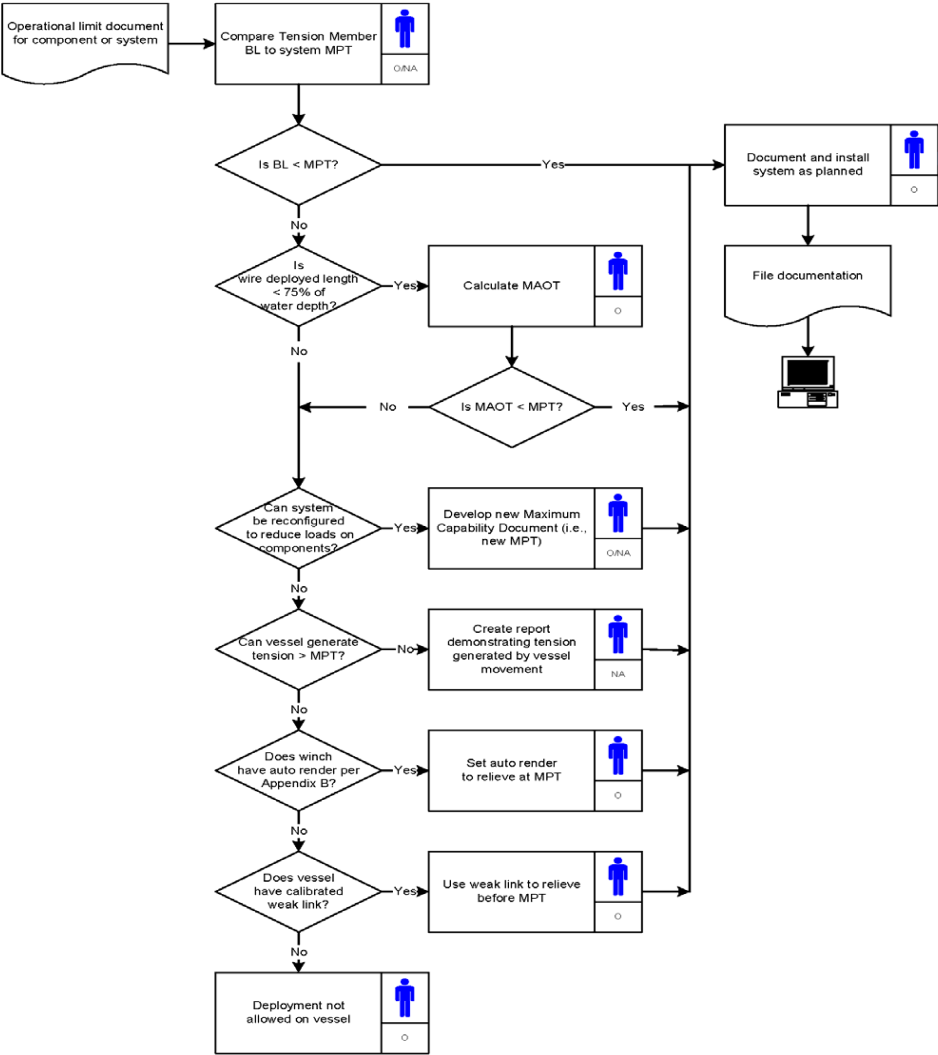 Operational limit document
for component or system
Compare Tension Member
BL to system MPT
O/NA
Is BL < MPT?
Yes
Document and install
system as planned
O
No
Is
wire deployed length
< 75% of
water depth?
Yes
Calculate MAOT
O
File documentation
No
Is MAOT < MPT?
No
Yes
Can system
be reconfigured
to reduce loads on
components?
Yes
Develop new Maximum
Capability Document (i.e.,
new MPT)
O/NA
No
Can vessel generate
tension > MPT?
No
Create report
demonstrating tension
generated by vessel
movement
NA
No
Does winch
have auto render per
Appendix B?
Yes
Set auto render
to relieve at MPT
O
No
Does vessel
have calibrated
weak link?
Yes
Use weak link to relieve
before MPT
O
No
Deployment not
allowed on vessel
O